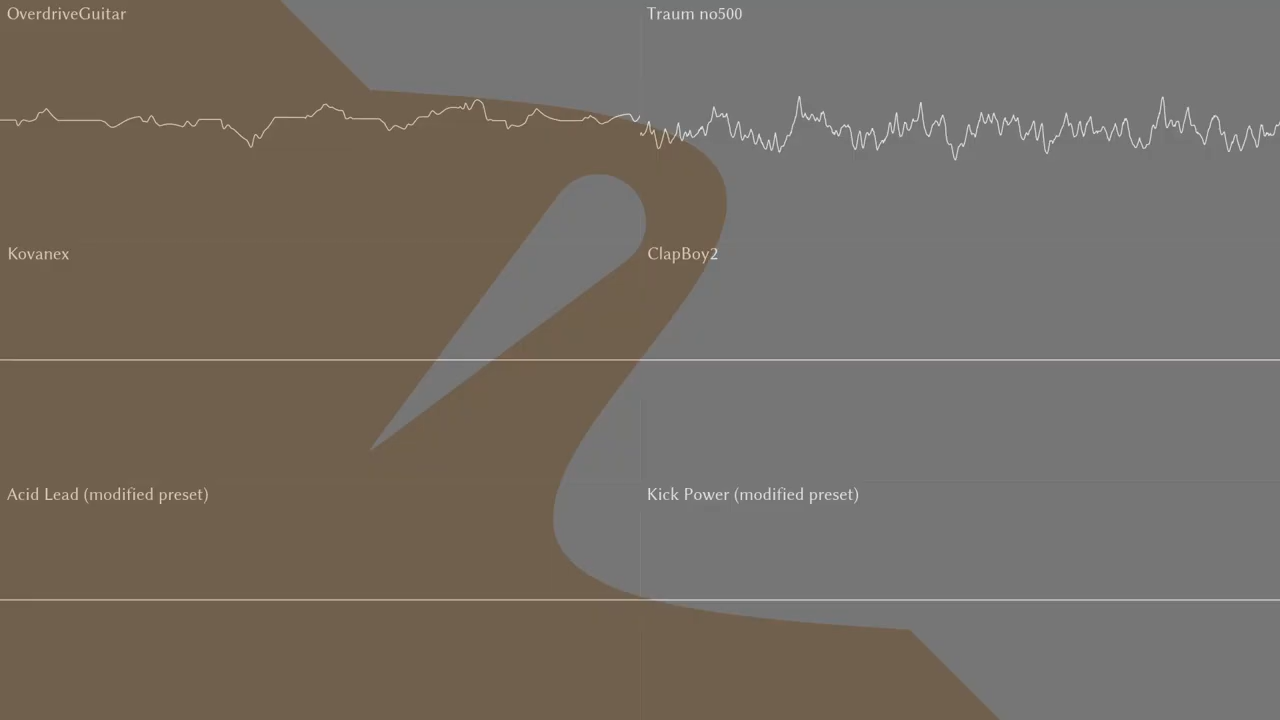 OverdriveGuitar
Traum no500
Kovanex
ClapBoy2
Acid Lead (modified preset)
Kick Power (modified preset)